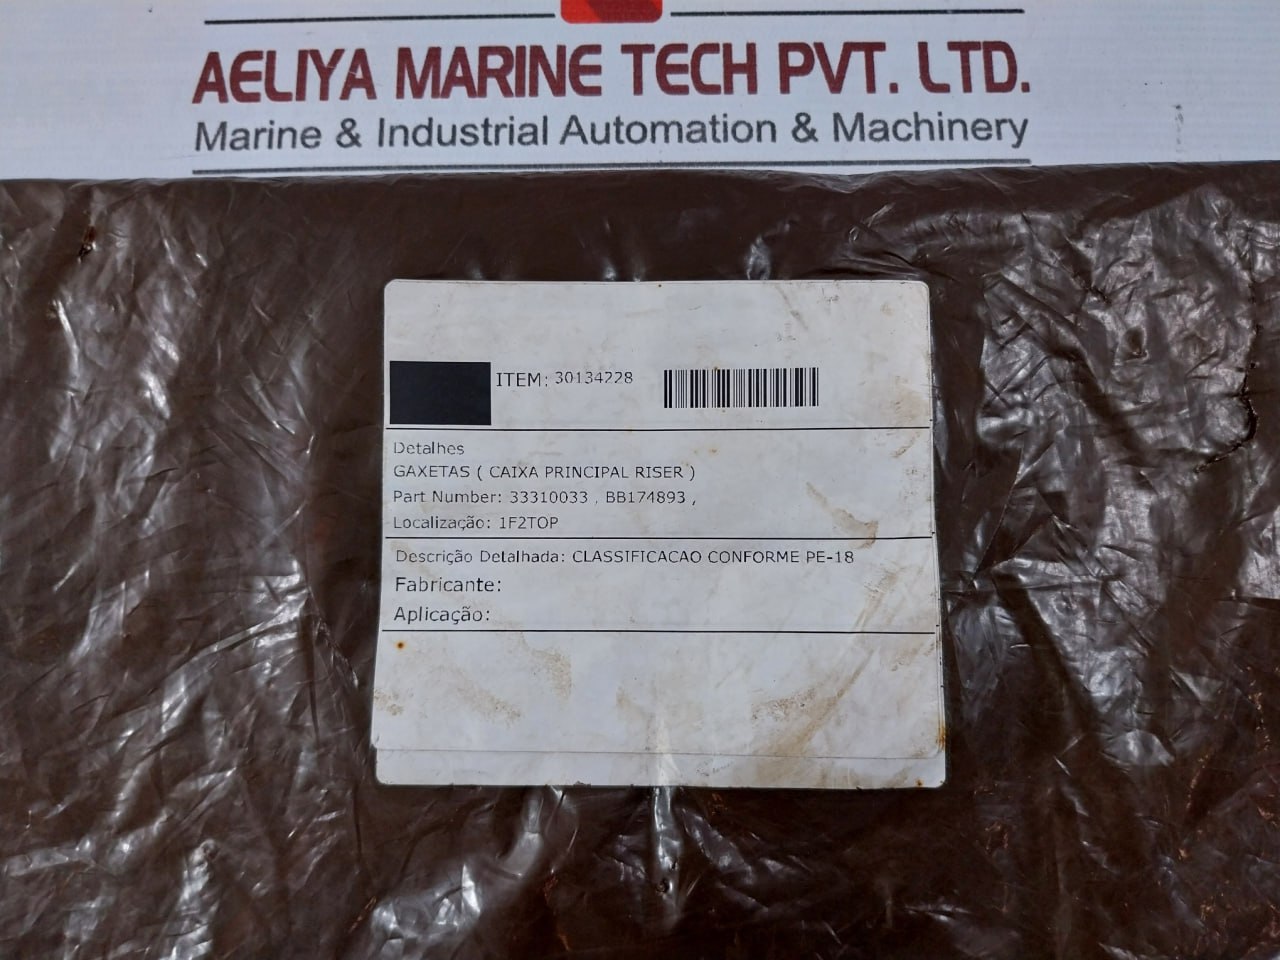 AELIYA MARINE TECH PVT. LTD.
Marine & Industrial Automation & Machinery
ITEM: 30134228
Detalhes
GAXETAS ( CAIXA PRINCIPAL RISER )
Part Number: 33310033 , BB174893 ,
Localização: 1F2TOP
Descrição Detalhada: CLASSIFICACAO CONFORME PE-18
Fabricante:
Aplicação: